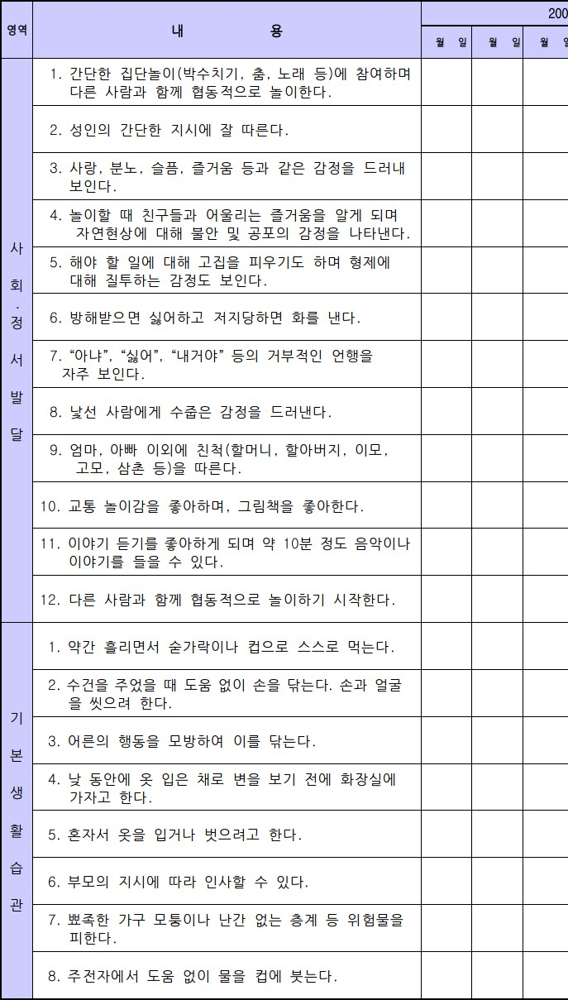 영역
내 용
200
월 일 월 일 월 일
사회·정서발달
1. 간단한 집단놀이(박수치기, 춤, 노래 등)에 참여하며
다른 사람과 함께 협동적으로 놀이한다.
2. 성인의 간단한 지시에 잘 따른다.
3. 사랑, 분노, 슬픔, 즐거움 등과 같은 감정을 드러내
보인다.
4. 놀이할 때 친구들과 어울리는 즐거움을 알게 되며
자연현상에 대해 불안 및 공포의 감정을 나타낸다.
5. 해야 할 일에 대해 고집을 피우기도 하며 형제에
대해 질투하는 감정도 보인다.
6. 방해받으면 싫어하고 저지당하면 화를 낸다.
7. “아냐”, “싫어”, “내거야” 등의 거부적인 언행을
자주 보인다.
8. 낯선 사람에게 수줍은 감정을 드러낸다.
9. 엄마, 아빠 이외에 친척(할머니, 할아버지, 이모,
고모, 삼촌 등)을 따른다.
10. 교통 놀이감을 좋아하며, 그림책을 좋아한다.
11. 이야기 듣기를 좋아하게 되며 약 10분 정도 음악이나
이야기를 들을 수 있다.
12. 다른 사람과 함께 협동적으로 놀이하기 시작한다.
기본생활습관
1. 약간 흘리면서 숟가락이나 컵으로 스스로 먹는다.
2. 수건을 주었을 때 도움 없이 손을 닦는다. 손과 얼굴
을 씻으려 한다.
3. 어른의 행동을 모방하여 이를 닦는다.
4. 낮 동안에 옷 입은 채로 변을 보기 전에 화장실에
가자고 한다.
5. 혼자서 옷을 입거나 벗으려고 한다.
6. 부모의 지시에 따라 인사할 수 있다.
7. 뾰족한 가구 모퉁이나 난간 없는 층계 등 위험물을
피한다.
8. 주전자에서 도움 없이 물을 컵에 붓는다.